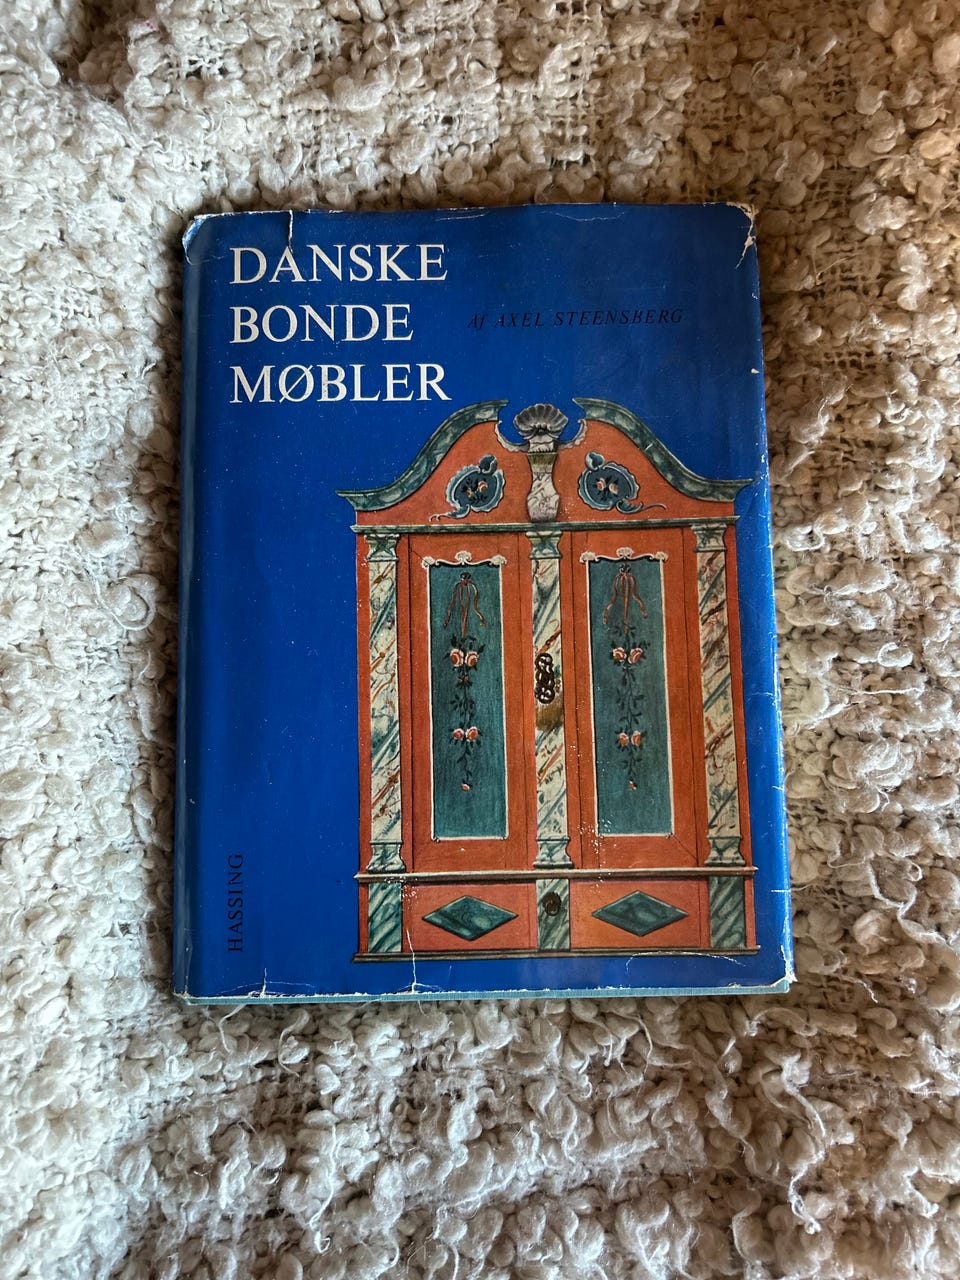 DANSKE
BONDE
MØBLER
Af AXEL STEENSBERG
HASSING